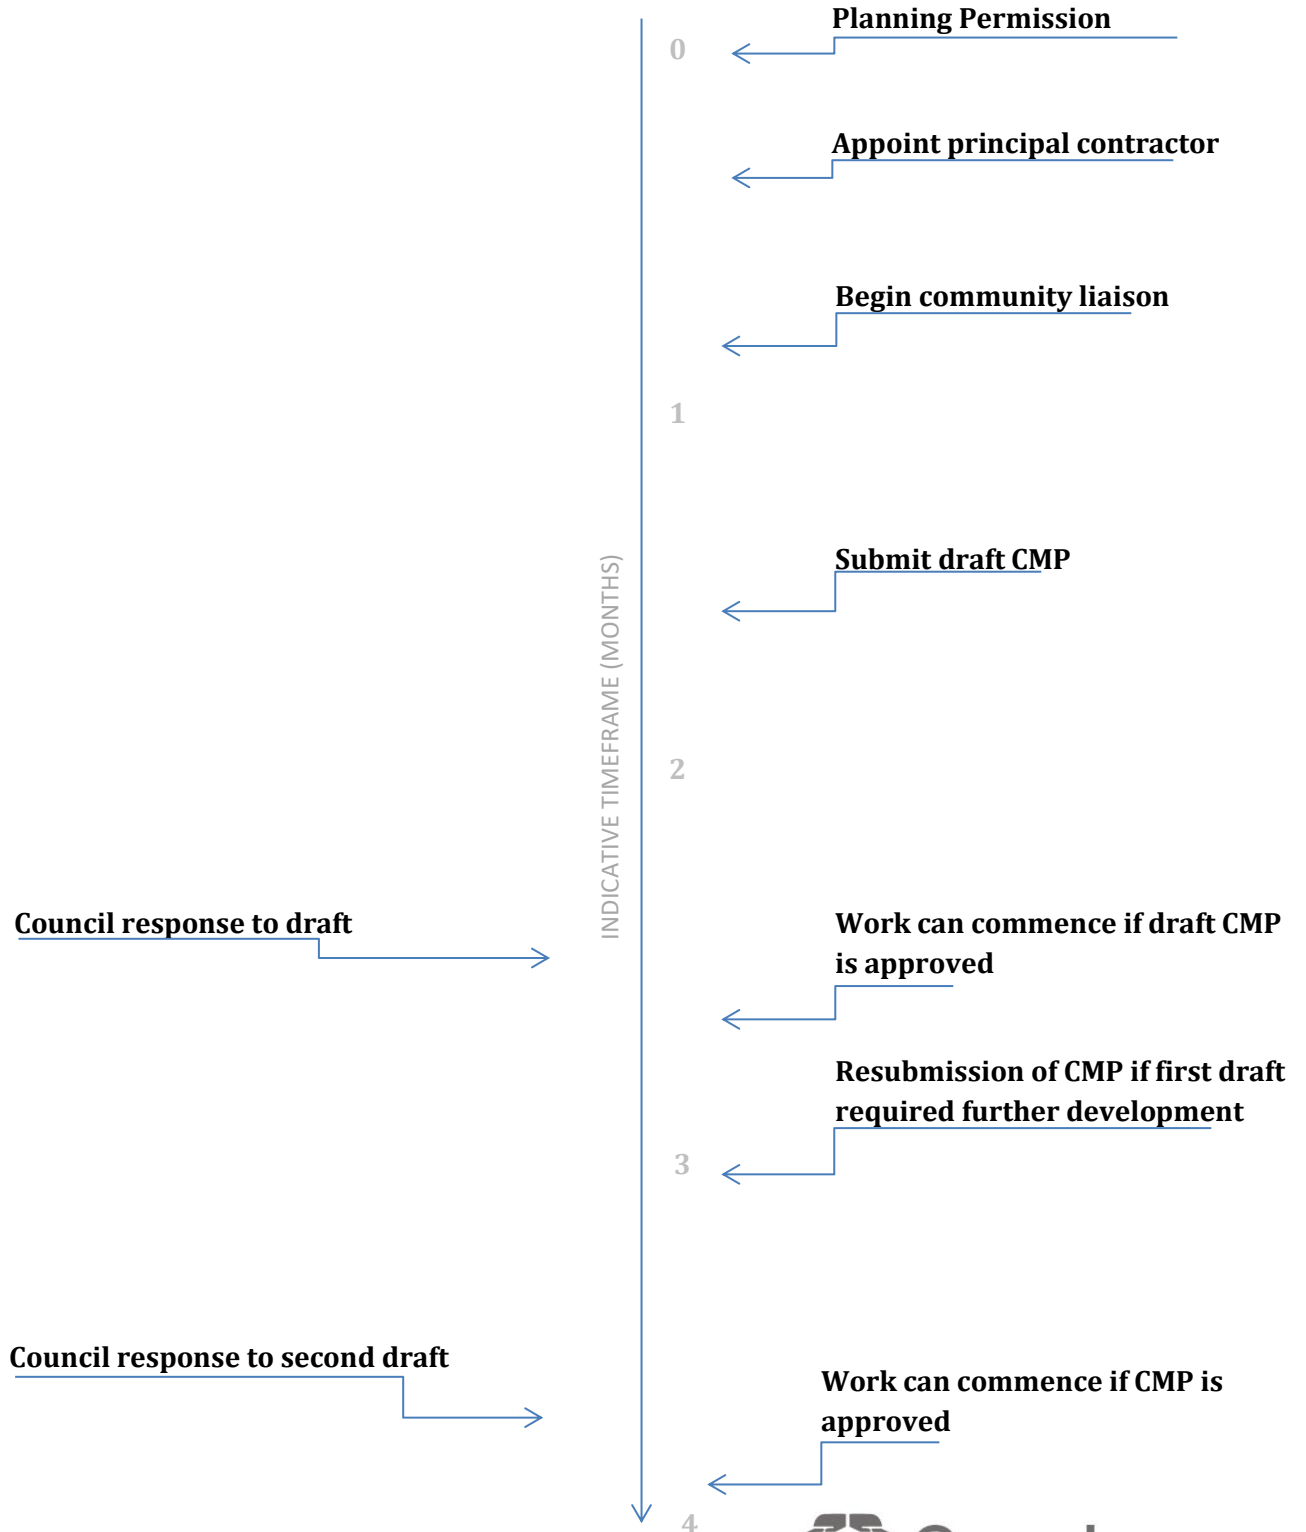 Planning Permission
0
Appoint principal contractor
Begin community liaison
1
Submit draft CMP
INDICATIVE TIMEFRAME (MONTHS)
2
Council response to draft
Work can commence if draft CMP
is approved
Resubmission of CMP if first draft
required further development
3
Council response to second draft
Work can commence if CMP is
approved
4